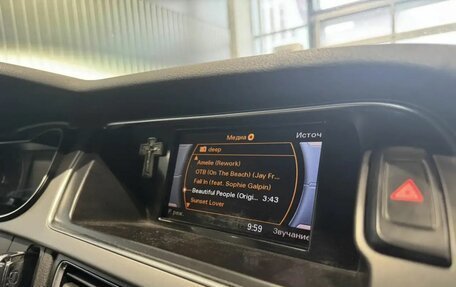 Медиа
Источ
deep
Amelie (Rework)
OTB (On The Beach) (Jay Fr...
Fall In (feat. Sophie Galpin)
Beautiful People (Origi... 3:43
Sunset Lover
реж.
9:59
Звучание